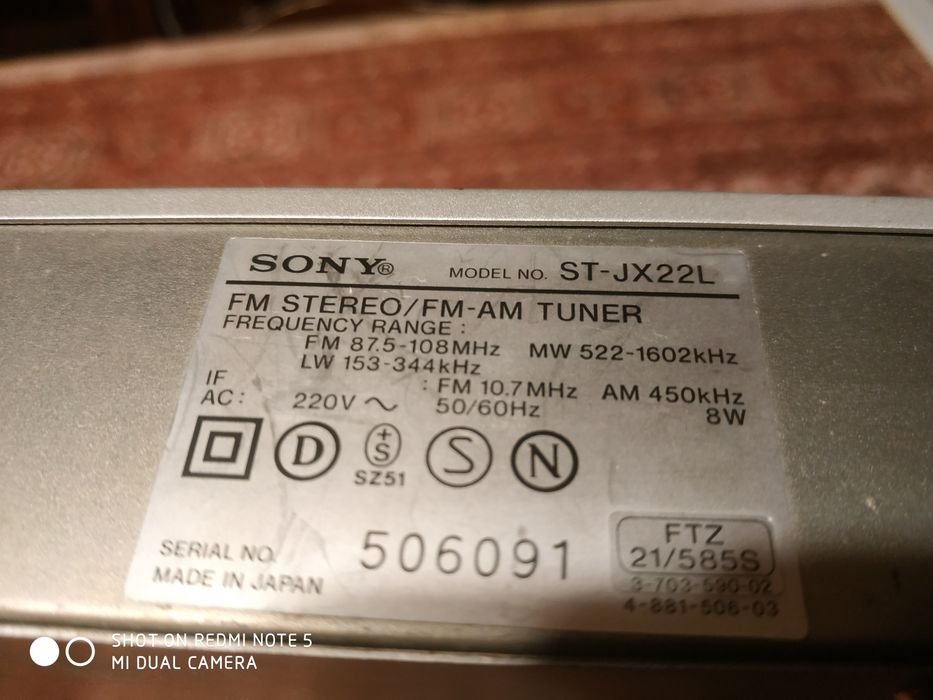 SONY® MODEL NO. ST-JX22L
FM STEREO/FM-AM TUNER
FREQUENCY RANGE :
FM 87.5-108MHz MW 522-1602kHz
LW 153-344kHz
IF : FM 10.7MHz AM 450kHz
AC: 220V ~ 50/60Hz 8W
D +S S N
SZ51
SERIAL NO. 506091
MADE IN JAPAN
FTZ
21/585S
3-703-590-02
4-881-506-03
SHOT ON REDMI NOTE 5
MI DUAL CAMERA